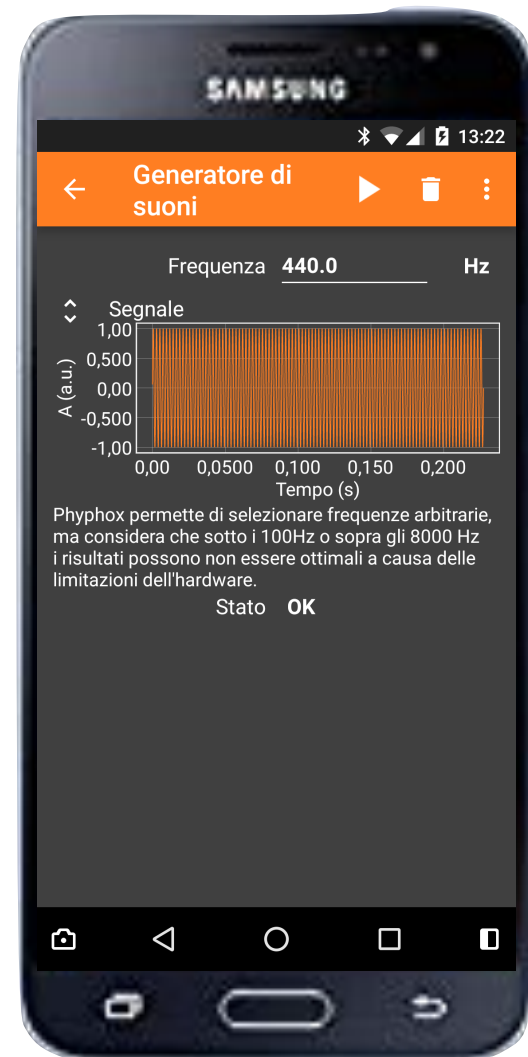 SAMSUNG
13:22
Generatore di
suoni
Frequenza 440.0 Hz
Segnale
1,00
0,500
0,00
-0,500
-1,00
A (a.u.)
0,00 0,0500 0,100 0,150 0,200
Tempo (s)
Phyphox permette di selezionare frequenze arbitrarie,
ma considera che sotto i 100Hz o sopra gli 8000 Hz
i risultati possono non essere ottimali a causa delle
limitazioni dell'hardware.
Stato OK